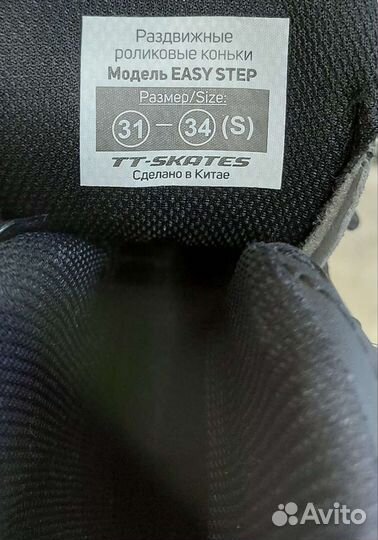 Раздвижные
роликовые коньки
Модель EASY STEP
Размер/Size:
31 – 34 (S)
TT-SKATES
Сделано в Китае
Avito